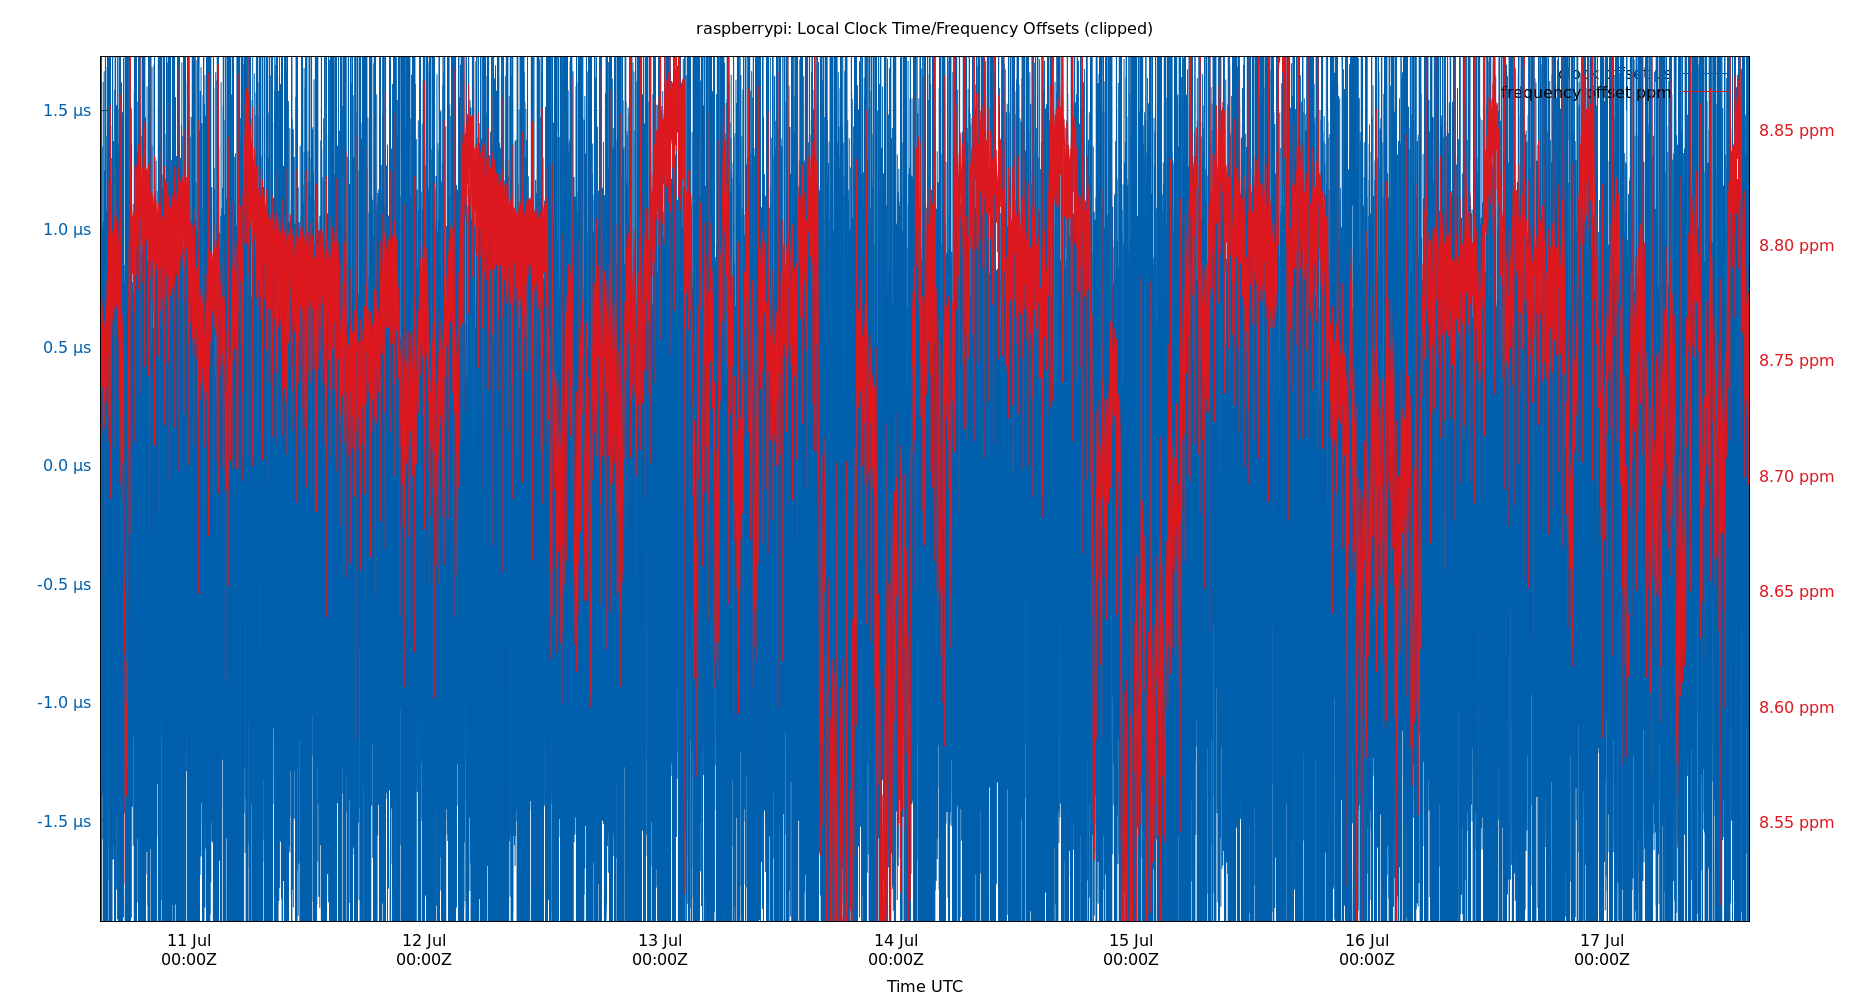 raspberrypi: Local Clock Time/Frequency Offsets (clipped)
clock offset µs
frequency offset ppm
1.5 µs
1.0 µs
0.5 µs
0.0 µs
-0.5 µs
-1.0 µs
-1.5 µs
8.85 ppm
8.80 ppm
8.75 ppm
8.70 ppm
8.65 ppm
8.60 ppm
8.55 ppm
11 Jul 12 Jul 13 Jul 14 Jul 15 Jul 16 Jul 17 Jul
00:00Z 00:00Z 00:00Z 00:00Z 00:00Z 00:00Z 00:00Z
Time UTC